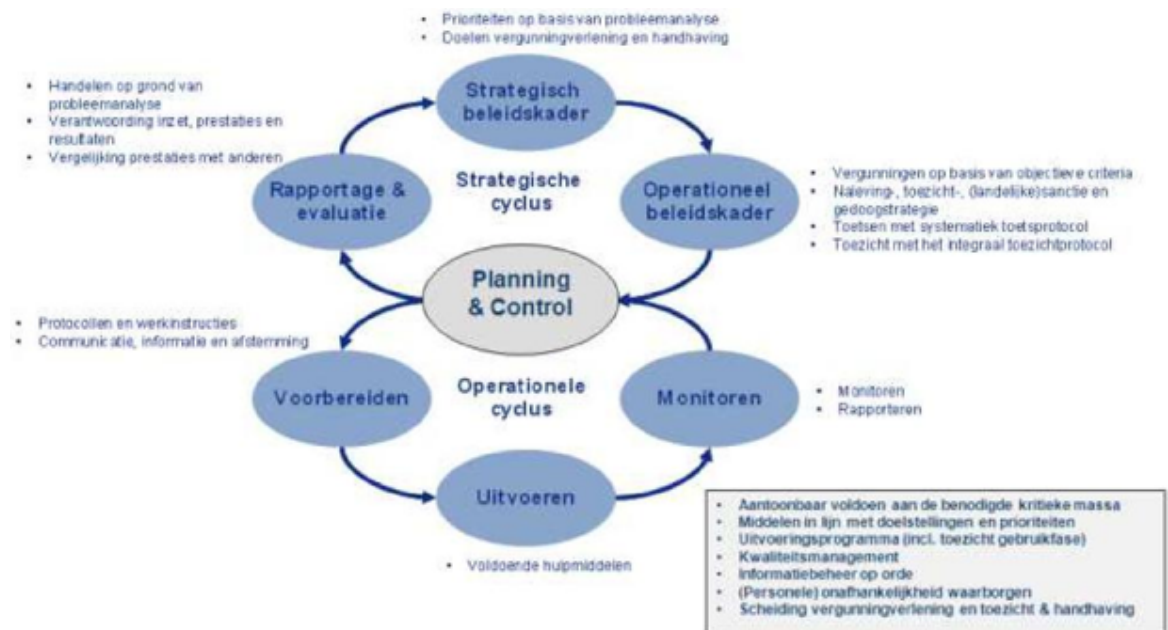 • Prioriteiten op basis van probleemanalyse
• Doelen vergunningverlening en handhaving
• Handelen op grond van
probleemanalyse
• Verantwoording inzet, prestaties en
resultaten
• Vergelijking prestaties met anderen
Strategisch
beleidskader
Rapportage &
evaluatie
Strategische
cyclus
Operationeel
beleidskader
• Vergunningen op basis van objectieve criteria
• Naleving-, toezicht-, (landelijke)sanctie en
gedoogstrategie
• Toetsen met systematiek toetsprotocol
• Toezicht met het integraal toezichtprotocol
Planning
& Control
• Protocollen en werkinstructies
• Communicatie, informatie en afstemming
Voorbereiden
Operationele
cyclus
Monitoren
• Monitoren
• Rapporteren
Uitvoeren
• Voldoende hulpmiddelen
• Aantoonbaar voldoen aan de benodigde kritieke massa
• Middelen in lijn met doelstellingen en prioriteiten
• Uitvoeringsprogramma (incl. toezicht gebruikfase)
• Kwaliteitsmanagement
• Informatiebeheer op orde
• (Personele) onafhankelijkheid waarborgen
• Scheiding vergunningverlening en toezicht & handhaving